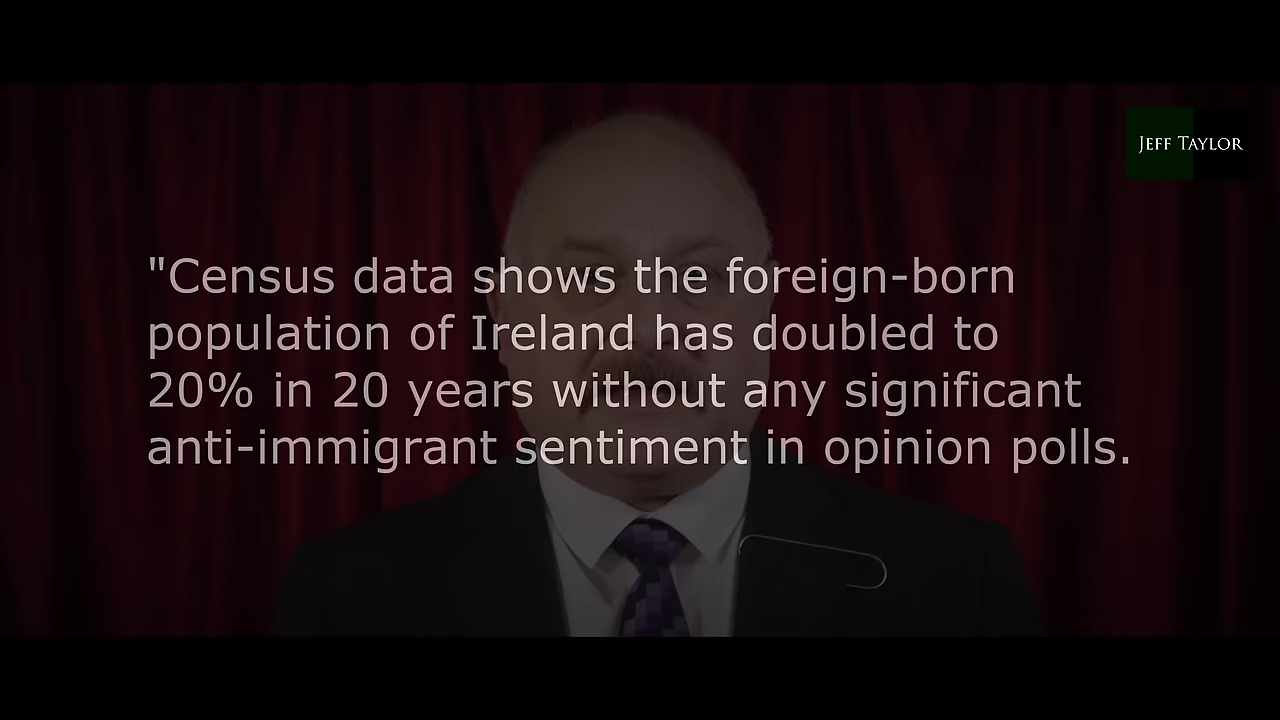 JEFF TAYLOR
"Census data shows the foreign-born
population of Ireland has doubled to
20% in 20 years without any significant
anti-immigrant sentiment in opinion polls.